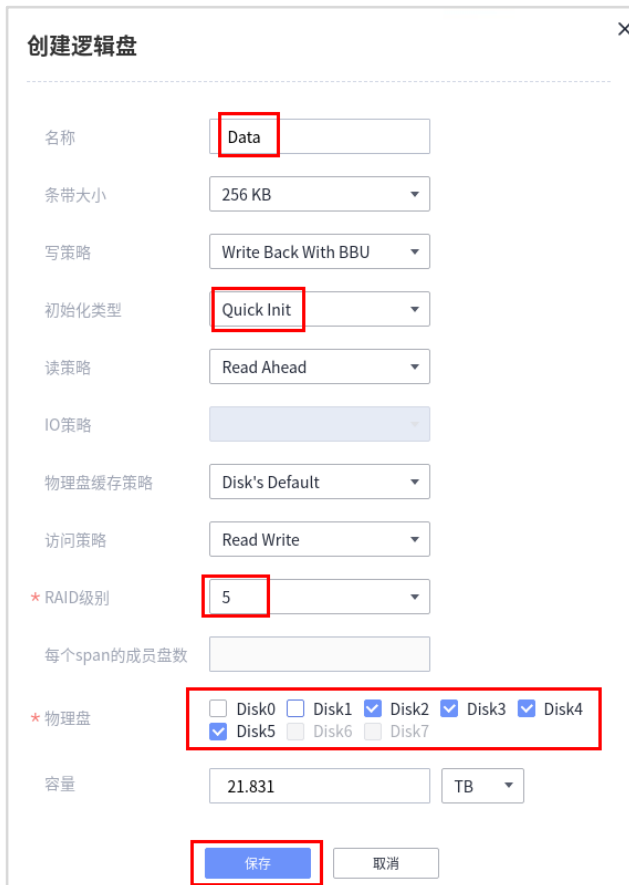 创建逻辑盘
名称 Data
条带大小 256 KB
写策略 Write Back With BBU
初始化类型 Quick Init
读策略 Read Ahead
IO策略
物理盘缓存策略 Disk's Default
访问策略 Read Write
* RAID级别 5
每个span的成员盘数
* 物理盘 Disk0 Disk1 Disk2 Disk3 Disk4
Disk5 Disk6 Disk7
容量 21.831 TB
保存 取消